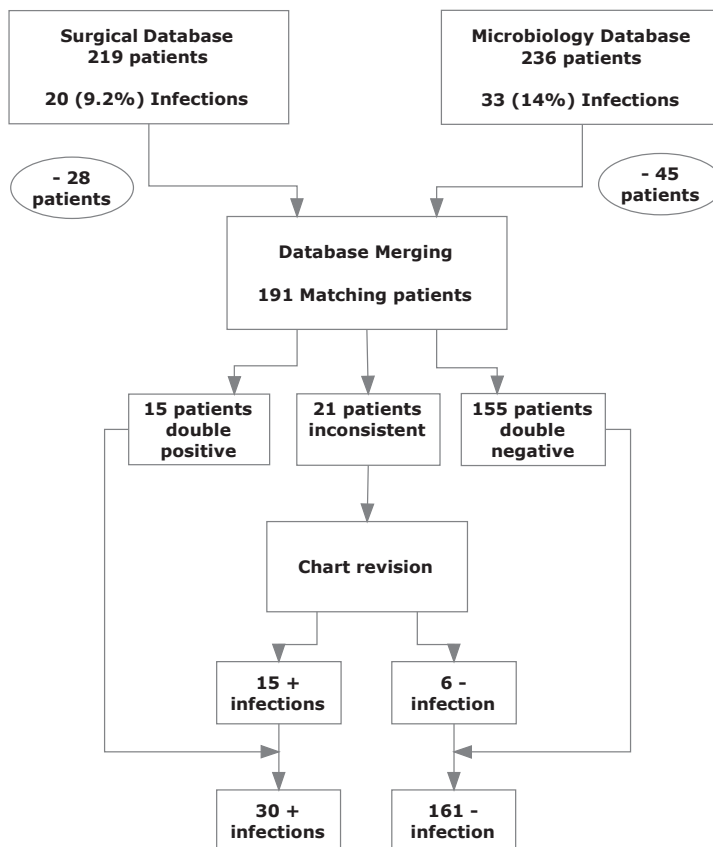 Surgical Database
219 patients
20 (9.2%) Infections
Microbiology Database
236 patients
33 (14%) Infections
- 28
patients
- 45
patients
Database Merging
191 Matching patients
15 patients
double
positive
21 patients
inconsistent
155 patients
double
negative
Chart revision
15 +
infections
6 -
infection
30 +
infections
161 -
infection